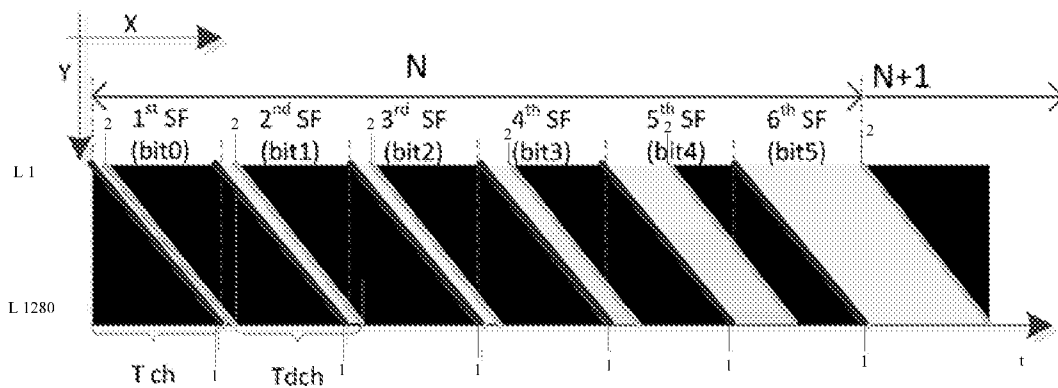 X
Y
N
N+1
1st SF 2nd SF 3rd SF 4th SF 5th SF 6th SF
2 2 2 2 2 2
(bit0) (bit1) (bit2) (bit3) (bit4) (bit5)
L 1
L 1280
T ch 1 Tdch 1 1 1 1 1 t